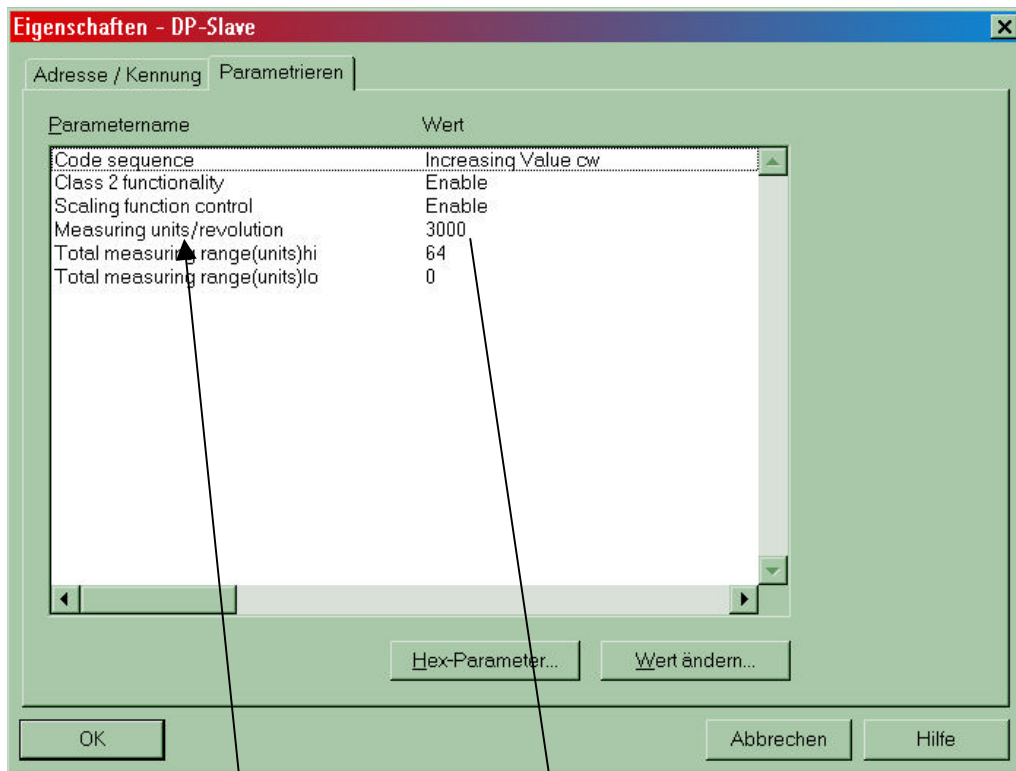 Eigenschaften - DP-Slave
Adresse / Kennung Parametrieren
Parametername Wert
Code sequence Increasing Value cw
Class 2 functionality Enable
Scaling function control Enable
Measuring units/revolution 3000
Total measuring range(units)hi 64
Total measuring range(units)lo 0
Hex-Parameter... Wert ändern...
OK Abbrechen Hilfe